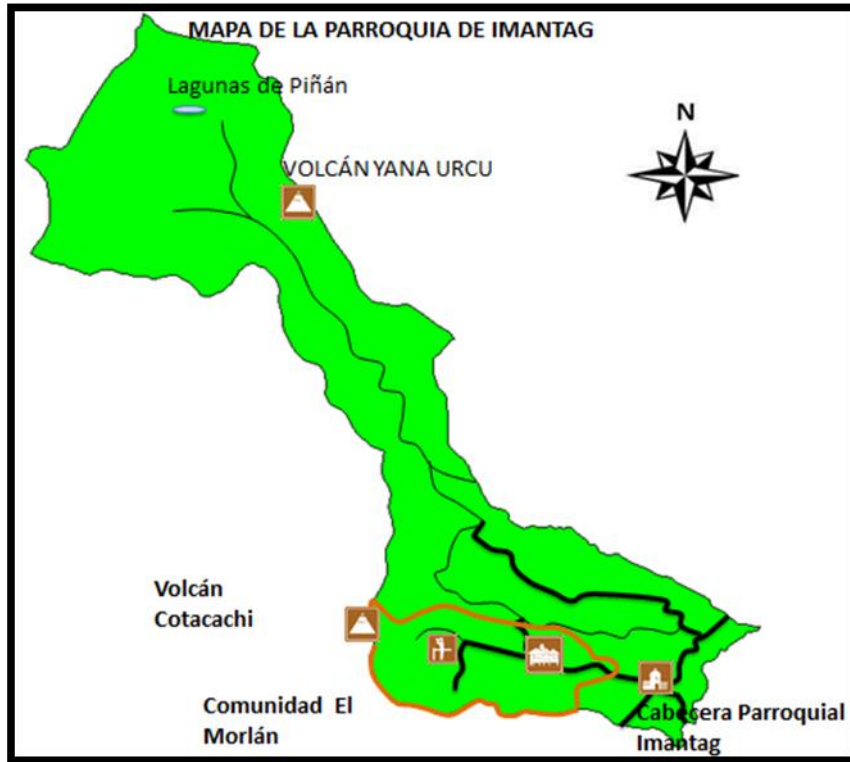 MAPA DE LA PARROQUIA DE IMANTAG
Lagunas de Piñán
N
VOLCÁN YANA URCU
Volcán
Cotacachi
Comunidad El
Morlán
Cabecera Parroquial
Imantag